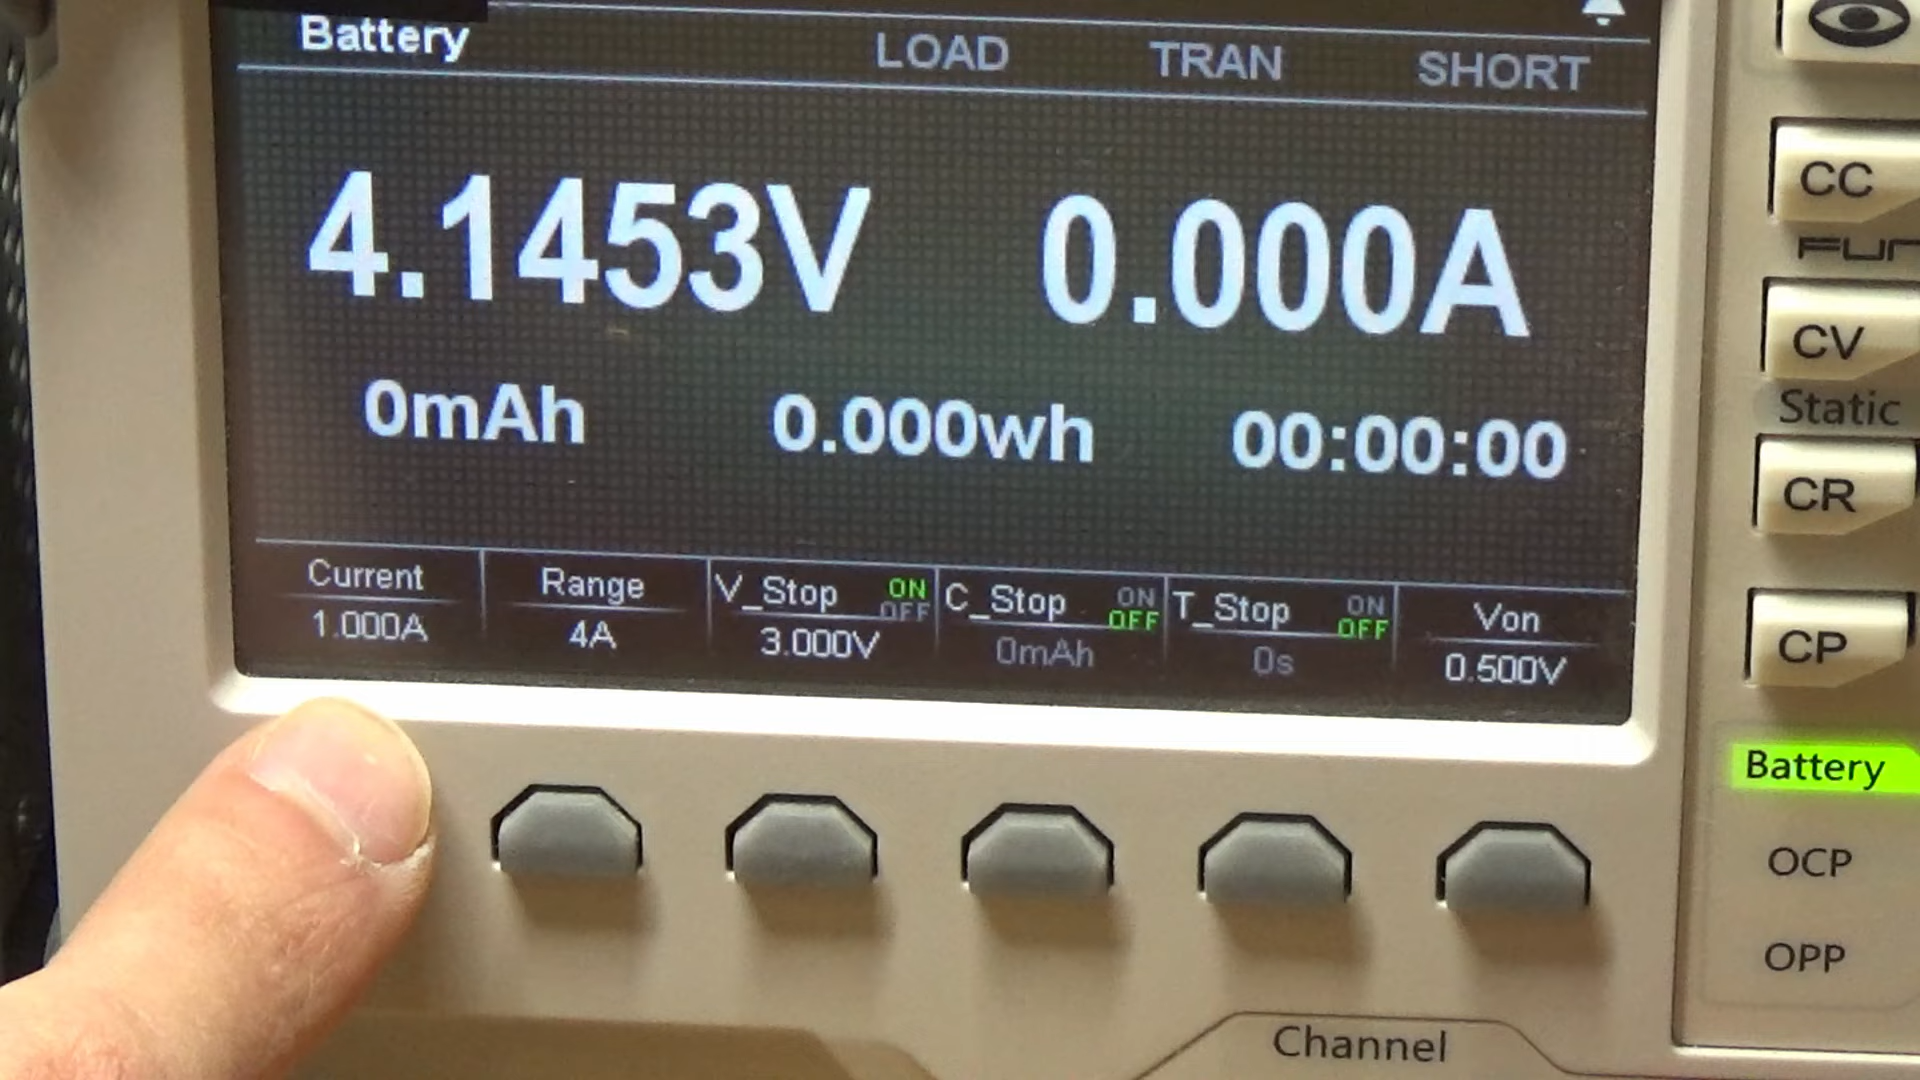 Battery LOAD TRAN SHORT
4.1453V 0.000A
0mAh 0.000wh 00:00:00
Current Range V_Stop ON OFF C_Stop ON OFF T_Stop ON OFF Von
1.000A 4A 3.000V 0mAh 0s 0.500V
CC
CV
Static
CR
CP
Battery
OCP
OPP
Channel